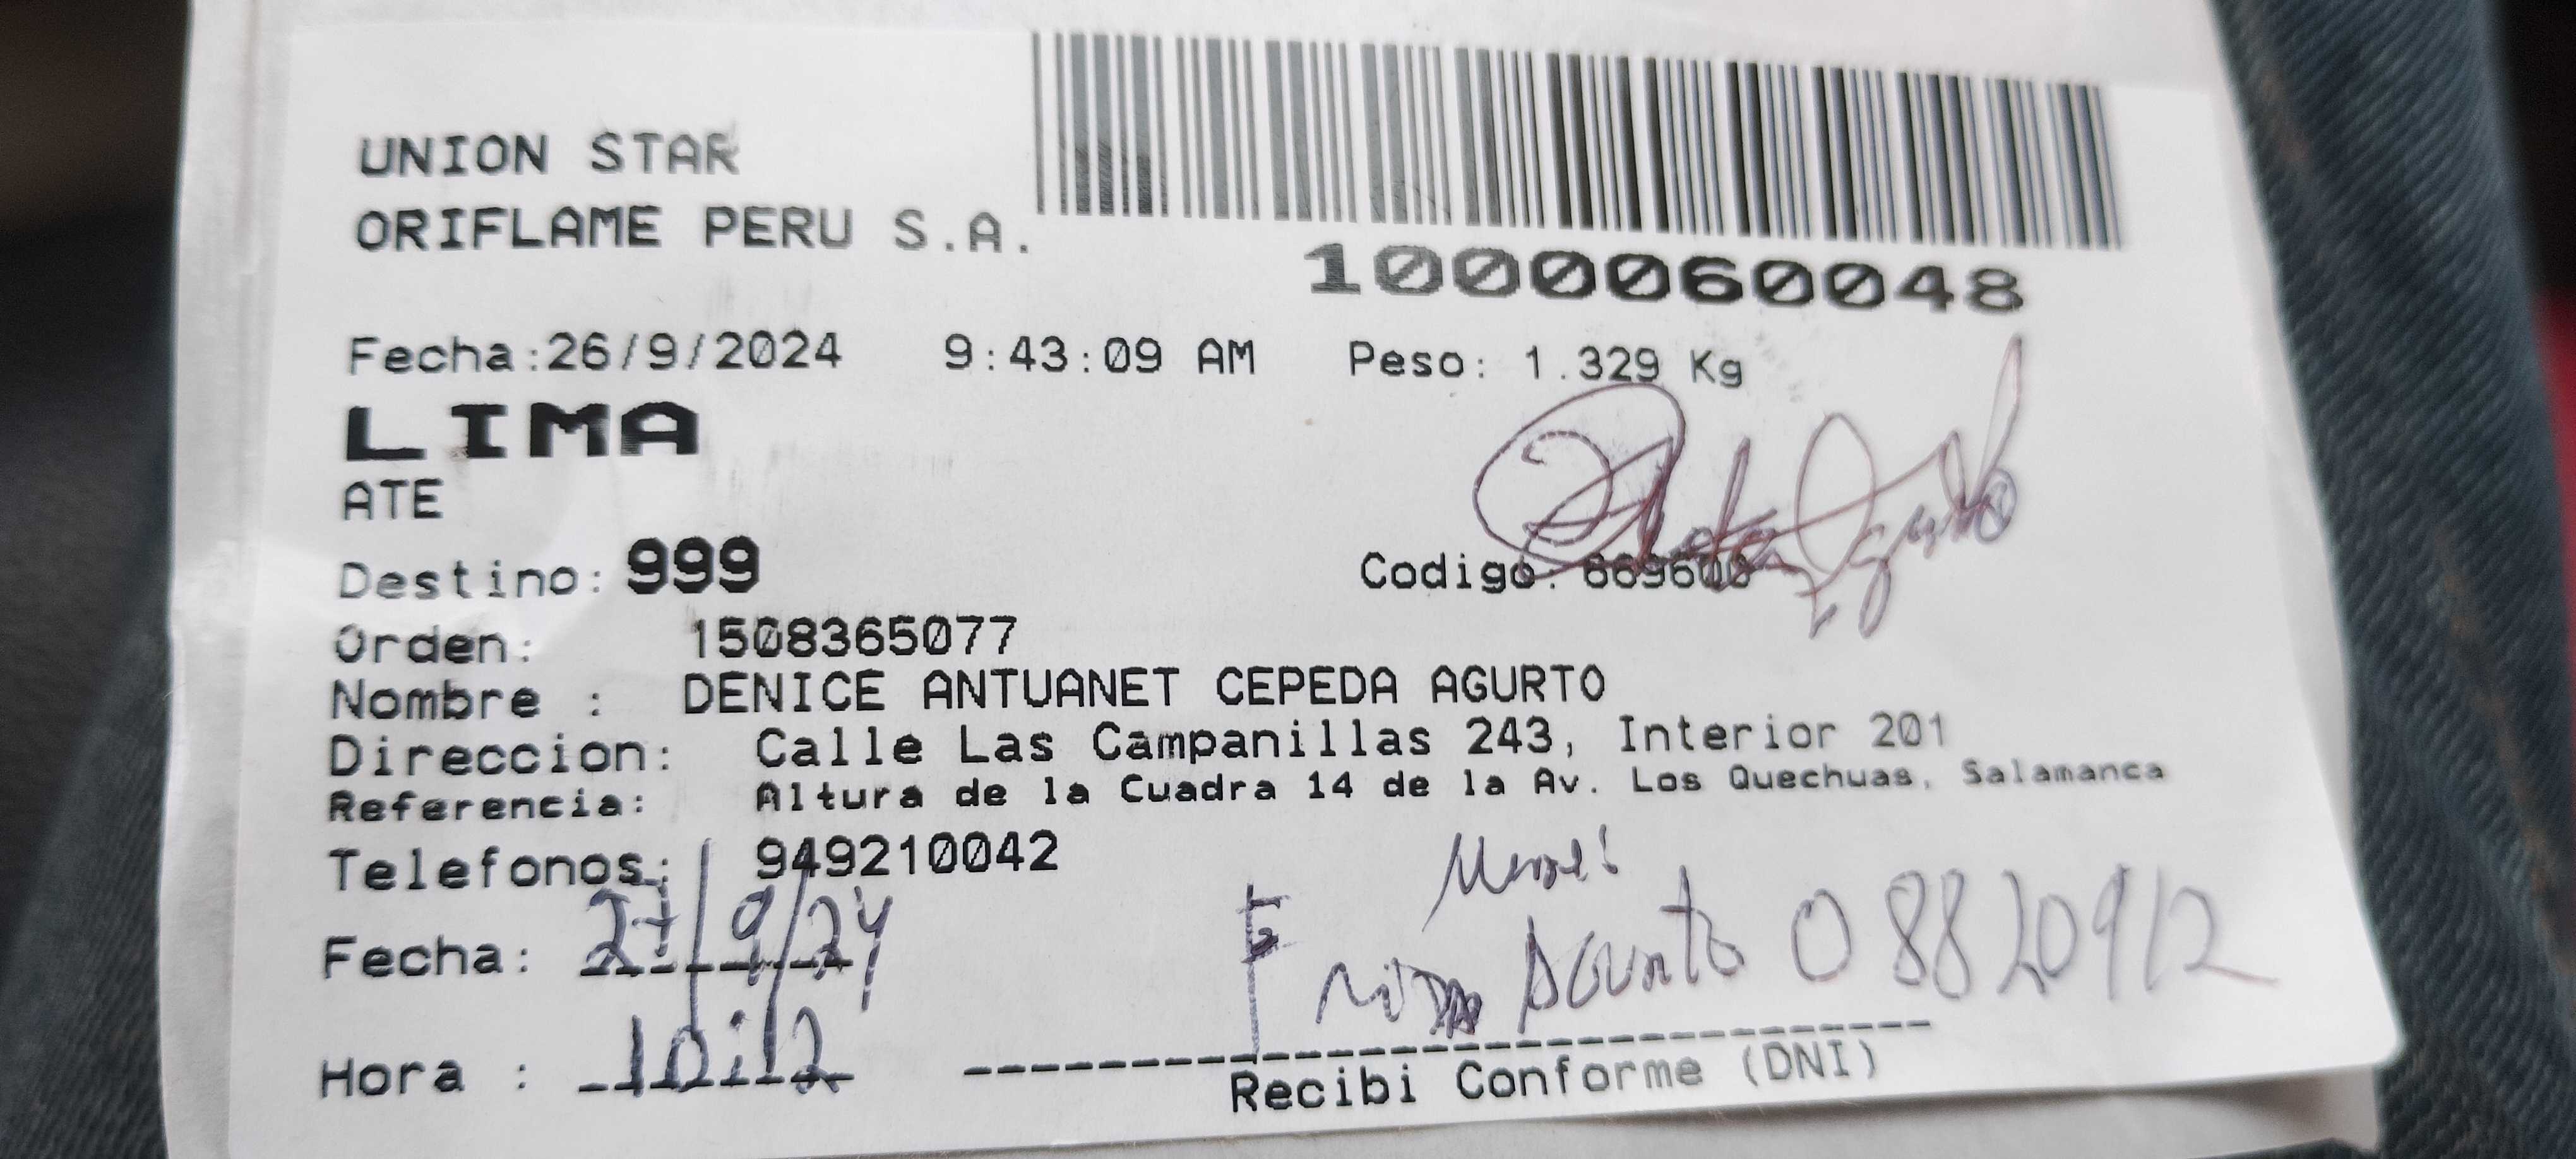 UNION STAR
ORIFLAME PERU S.A.
1000060048
Fecha:26/9/2024 9:43:09 AM Peso: 1.329 Kg
LIMA
ATE
Destino: 999 Codigo:
Orden: 1508365077
Nombre : DENICE ANTUANET CEPEDA AGURTO
Direccion: Calle Las Campanillas 243, Interior 201
Referencia: Altura de la Cuadra 14 de la Av. Los Quechuas, Salamanca
Telefonos: 949210042
Fecha: 27/9/24
Agurto 08820912
Hora : 10:12
Recibi Conforme (DNI)